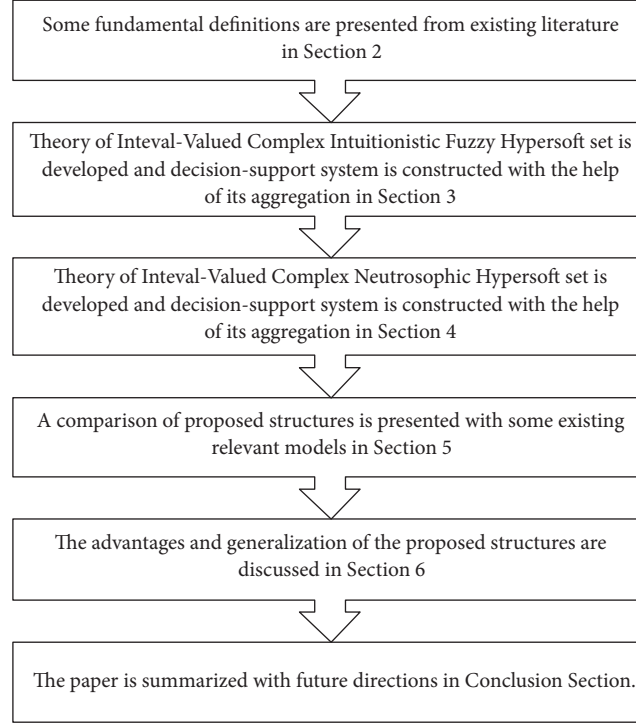 Some fundamental definitions are presented from existing literature
in Section 2
Theory of Inteval-Valued Complex Intuitionistic Fuzzy Hypersoft set is
developed and decision-support system is constructed with the help
of its aggregation in Section 3
Theory of Inteval-Valued Complex Neutrosophic Hypersoft set is
developed and decision-support system is constructed with the help
of its aggregation in Section 4
A comparison of proposed structures is presented with some existing
relevant models in Section 5
The advantages and generalization of the proposed structures are
discussed in Section 6
The paper is summarized with future directions in Conclusion Section.